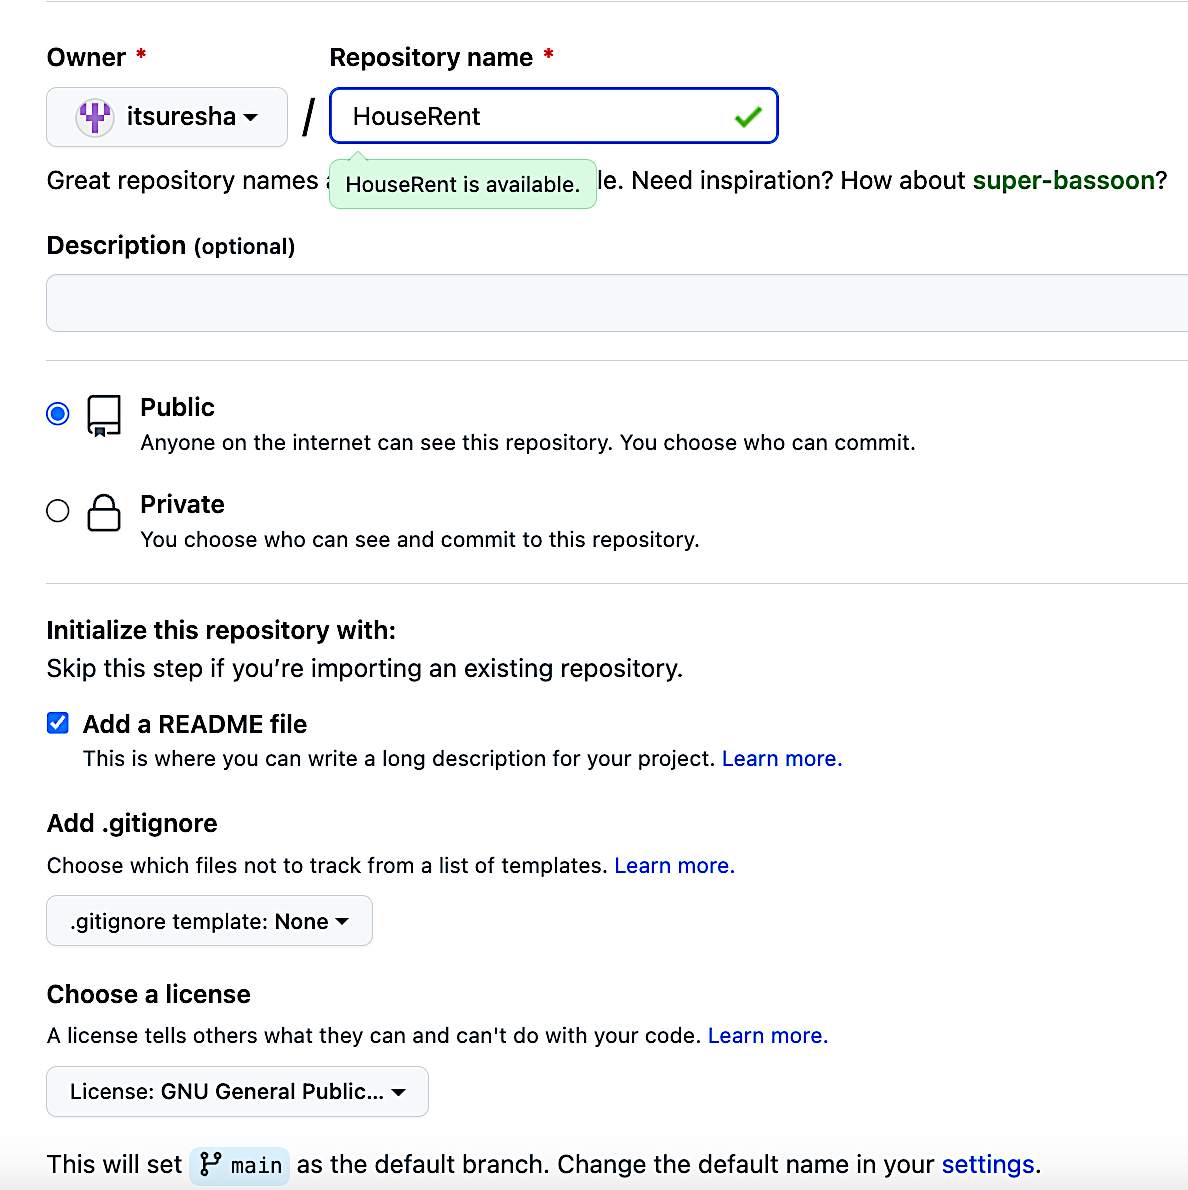 Owner * Repository name *
itsuresha / HouseRent
Great repository names HouseRent is available. le. Need inspiration? How about super-bassoon?
Description (optional)
Public
Anyone on the internet can see this repository. You choose who can commit.
Private
You choose who can see and commit to this repository.
Initialize this repository with:
Skip this step if you’re importing an existing repository.
Add a README file
This is where you can write a long description for your project. Learn more.
Add .gitignore
Choose which files not to track from a list of templates. Learn more.
.gitignore template: None
Choose a license
A license tells others what they can and can't do with your code. Learn more.
License: GNU General Public...
This will set main as the default branch. Change the default name in your settings.